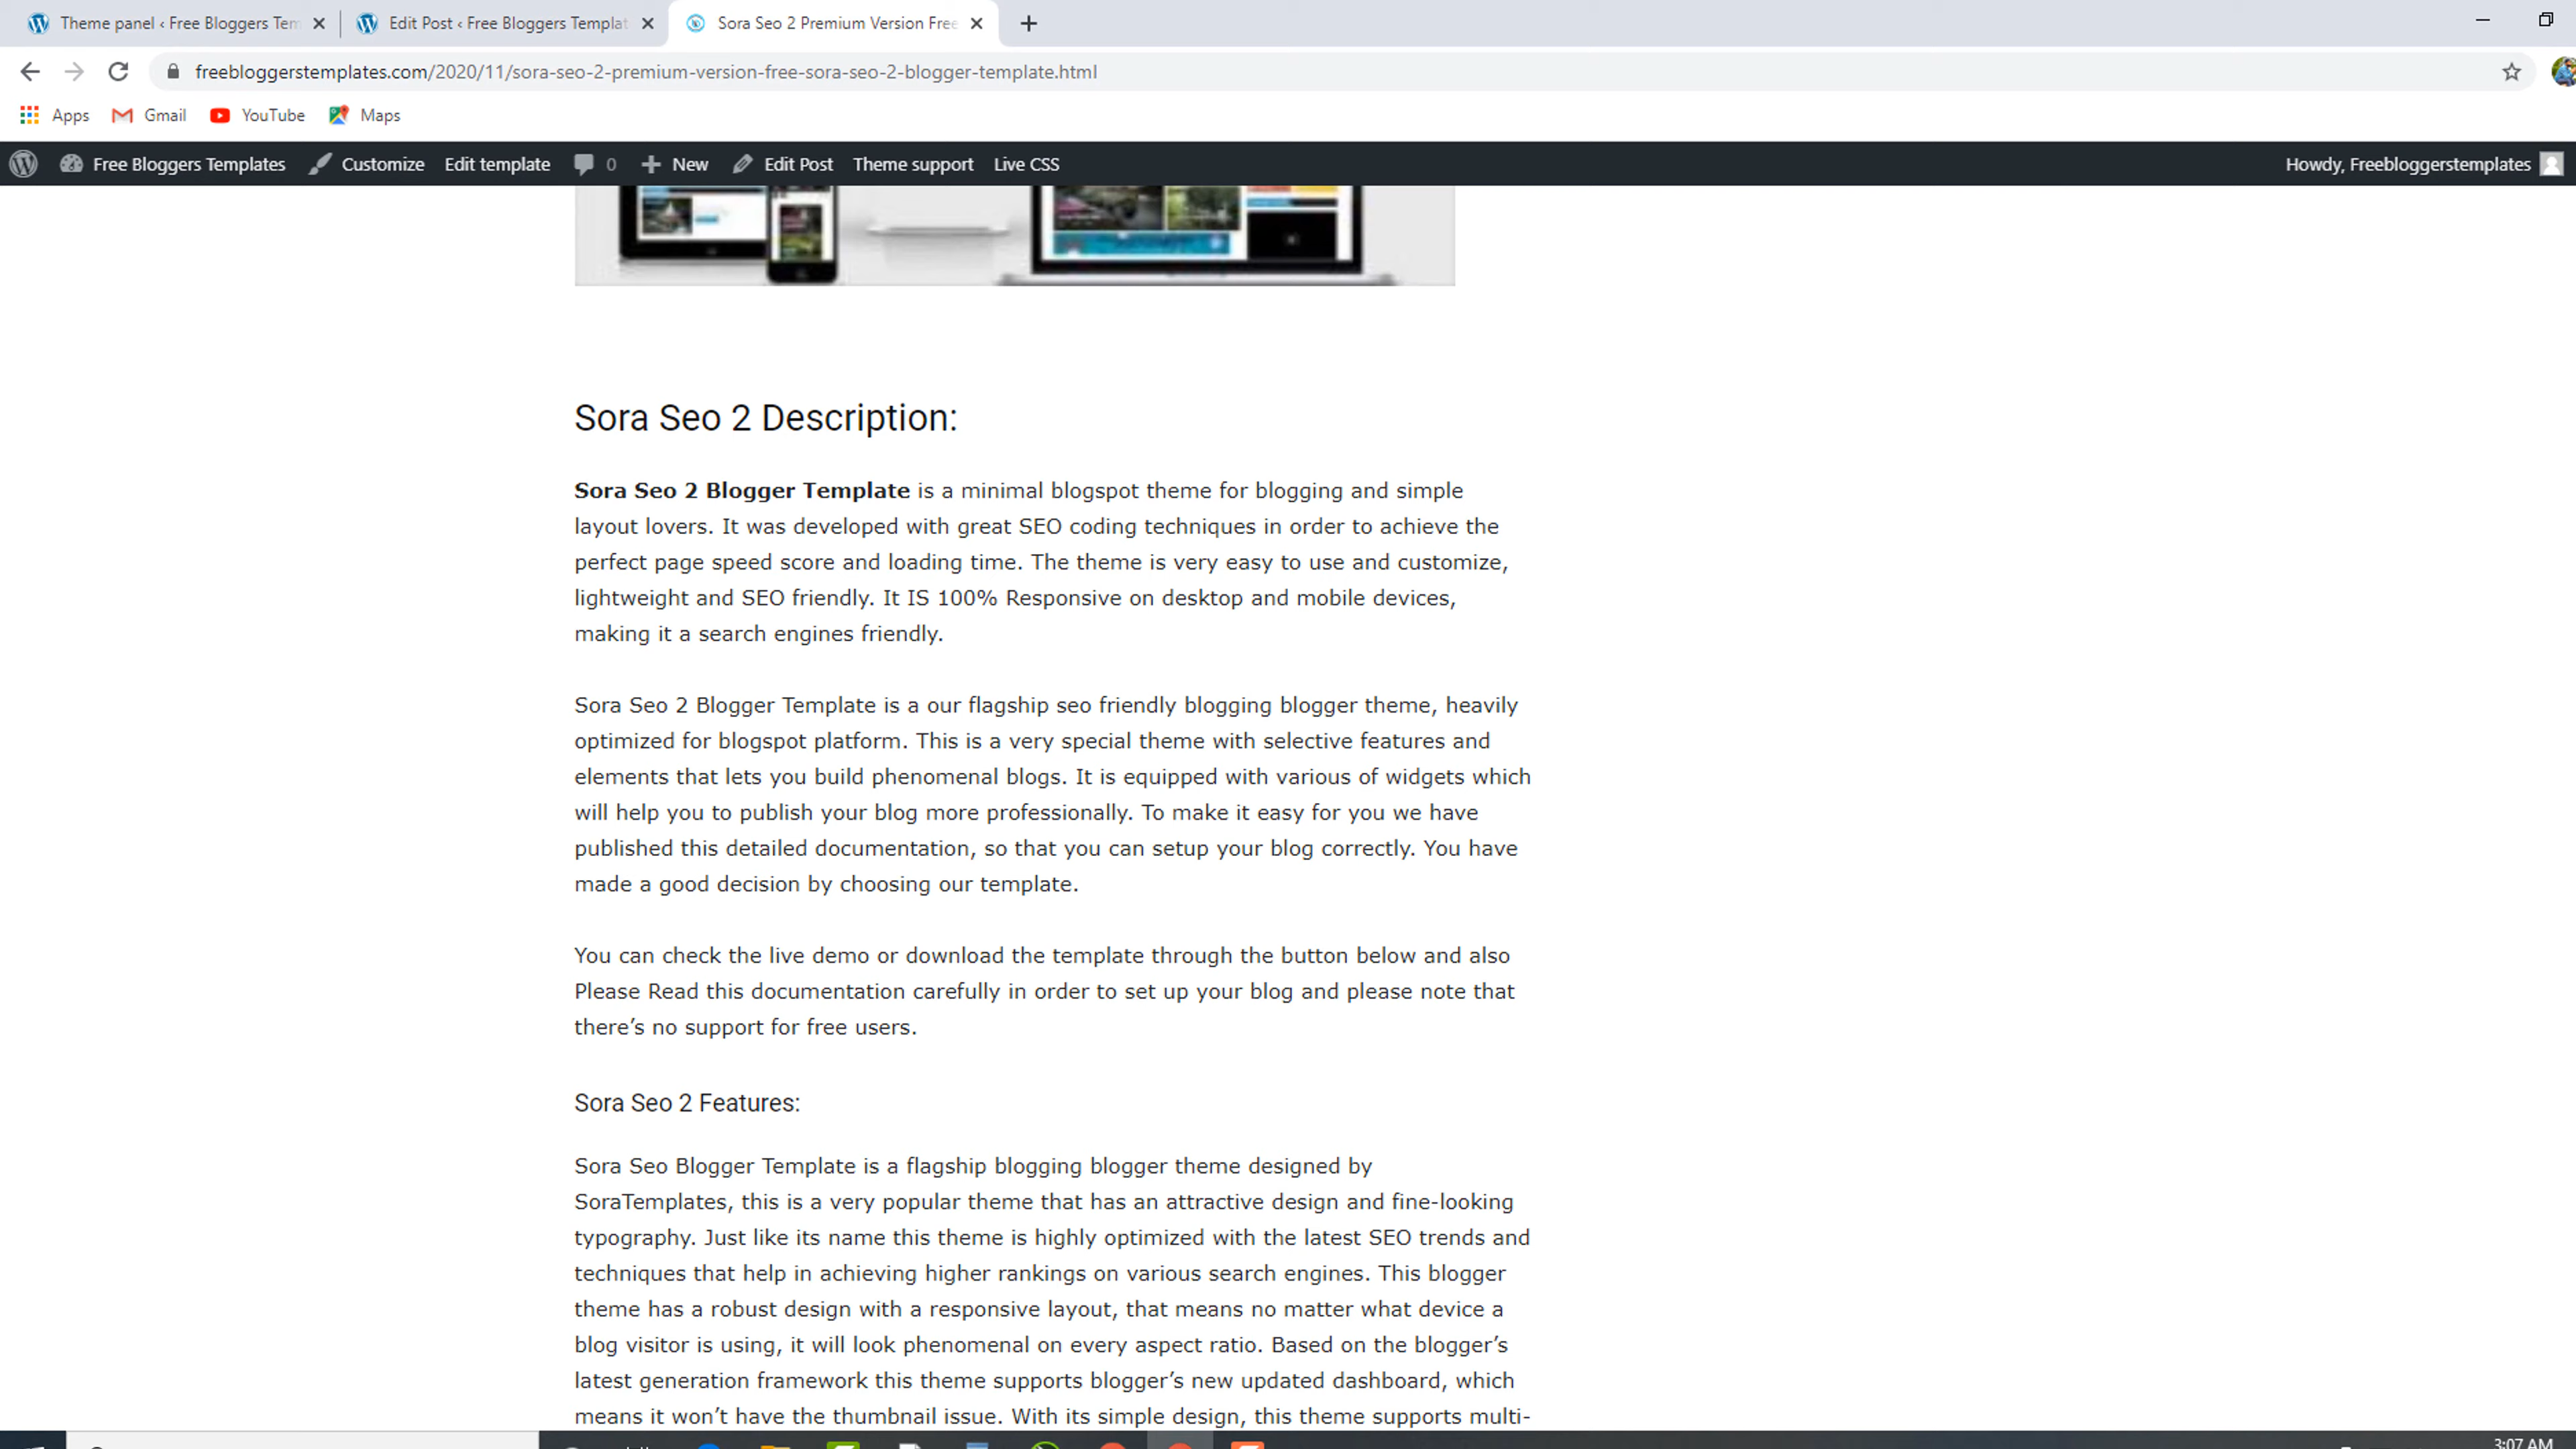 Theme panel ‹ Free Bloggers Tem
Edit Post ‹ Free Bloggers Templat
Sora Seo 2 Premium Version Free
freebloggerstemplates.com/2020/11/sora-seo-2-premium-version-free-sora-seo-2-blogger-template.html
Apps Gmail YouTube Maps
Free Bloggers Templates Customize Edit template 0 New Edit Post Theme support Live CSS Howdy, Freebloggerstemplates
Sora Seo 2 Description:
Sora Seo 2 Blogger Template is a minimal blogspot theme for blogging and simple
layout lovers. It was developed with great SEO coding techniques in order to achieve the
perfect page speed score and loading time. The theme is very easy to use and customize,
lightweight and SEO friendly. It IS 100% Responsive on desktop and mobile devices,
making it a search engines friendly.
Sora Seo 2 Blogger Template is a our flagship seo friendly blogging blogger theme, heavily
optimized for blogspot platform. This is a very special theme with selective features and
elements that lets you build phenomenal blogs. It is equipped with various of widgets which
will help you to publish your blog more professionally. To make it easy for you we have
published this detailed documentation, so that you can setup your blog correctly. You have
made a good decision by choosing our template.
You can check the live demo or download the template through the button below and also
Please Read this documentation carefully in order to set up your blog and please note that
there’s no support for free users.
Sora Seo 2 Features:
Sora Seo Blogger Template is a flagship blogging blogger theme designed by
SoraTemplates, this is a very popular theme that has an attractive design and fine-looking
typography. Just like its name this theme is highly optimized with the latest SEO trends and
techniques that help in achieving higher rankings on various search engines. This blogger
theme has a robust design with a responsive layout, that means no matter what device a
blog visitor is using, it will look phenomenal on every aspect ratio. Based on the blogger’s
latest generation framework this theme supports blogger’s new updated dashboard, which
means it won’t have the thumbnail issue. With its simple design, this theme supports multi-
3:07 AM